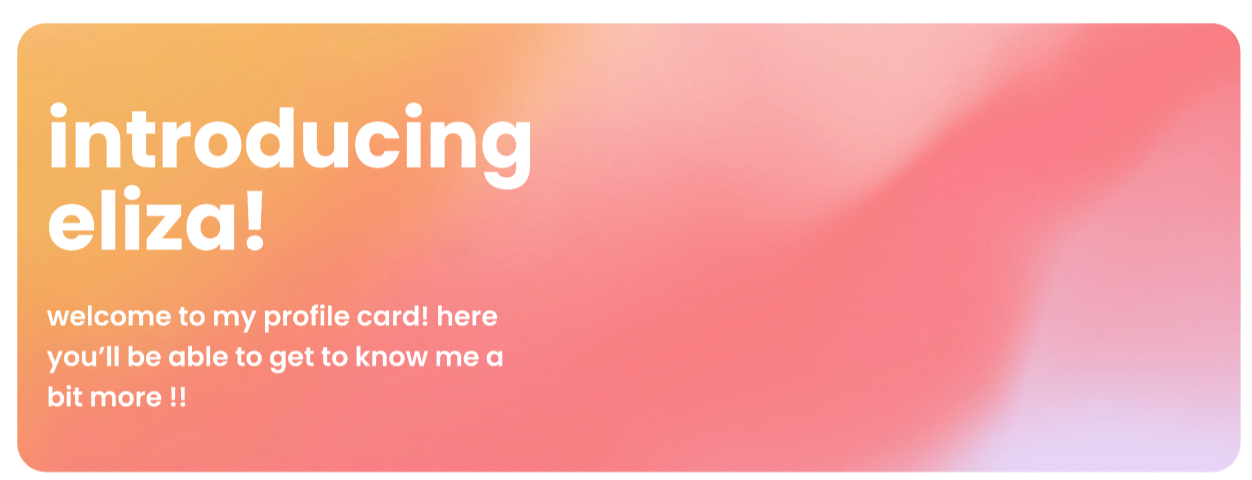 introducing
eliza!
welcome to my profile card! here
you’ll be able to get to know me a
bit more !!